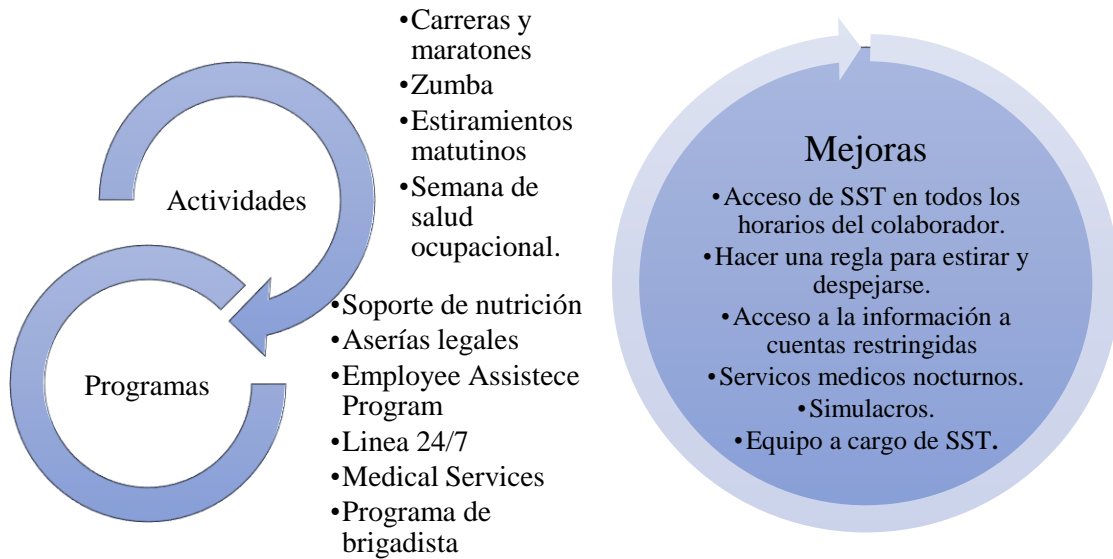 Actividades
•Carreras y
maratones
•Zumba
•Estiramientos
matutinos
•Semana de
salud
ocupacional.
Programas
•Soporte de nutrición
•Aserías legales
•Employee Assistece
Program
•Linea 24/7
•Medical Services
•Programa de
brigadista
Mejoras
•Acceso de SST en todos los
horarios del colaborador.
•Hacer una regla para estirar y
despejarse.
•Acceso a la información a
cuentas restringidas
•Servicos medicos nocturnos.
•Simulacros.
•Equipo a cargo de SST.